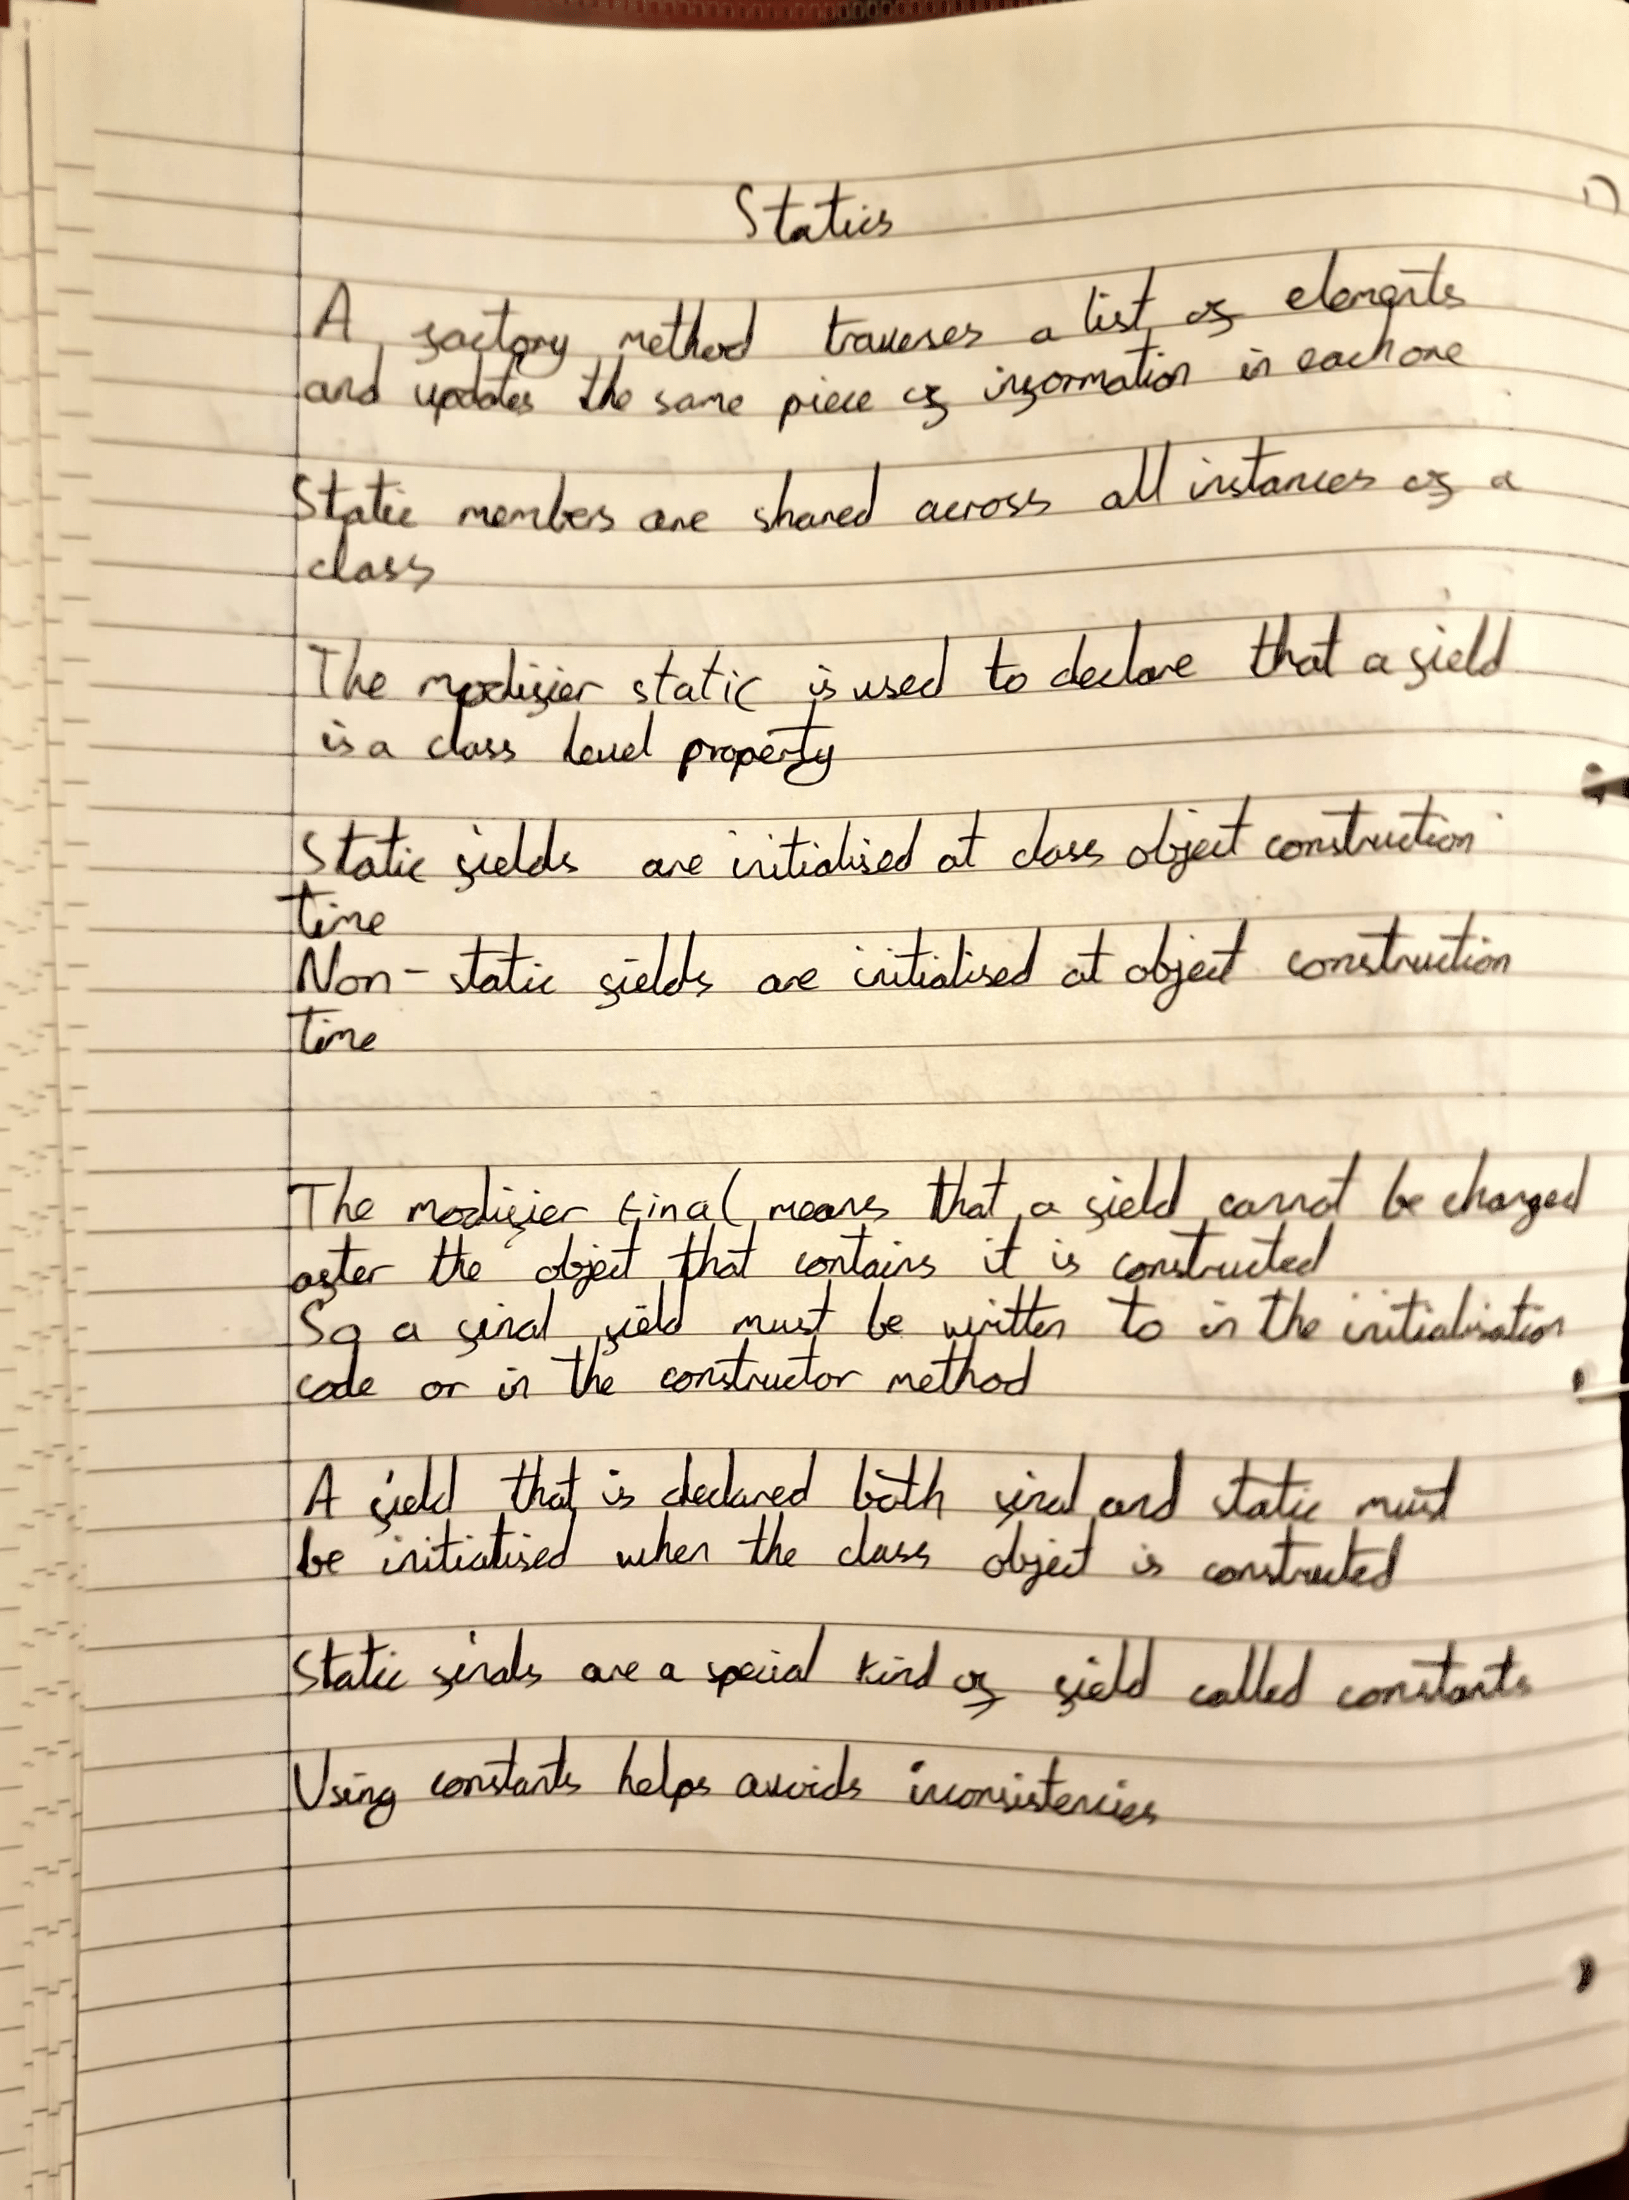 Statics
A factory method traverses a list of elements
and updates the same piece of information in each one
Static members are shared across all instances of a
class
The modifier static is used to declare that a field
is a class level property
Static fields are initialised at class object construction
time
Non-static fields are initialised at object construction
time
The modifier final means that a field cannot be changed
after the object that contains it is constructed
So a final field must be written to in the initialisation
code or in the constructor method
A field that is declared both final and static must
be initialised when the class object is constructed
Static finals are a special kind of field called constants
Using constants helps avoids inconsistencies